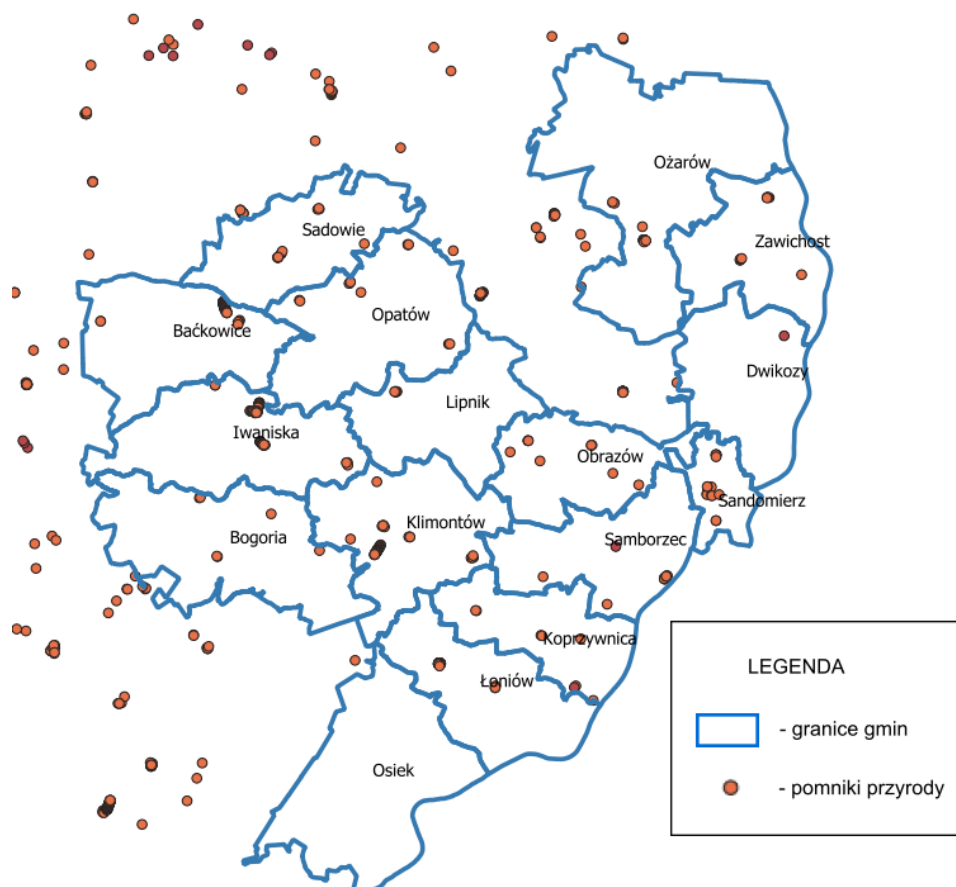 Ożarów
Sadowie
Zawichost
Opatów
Baćkowice
Dwikozy
Lipnik
Iwaniska
Obrazów
Sandomierz
Klimontów
Bogoria
Samborzec
Koprzywnica
Łoniów
Osiek
LEGENDA
- granice gmin
- pomniki przyrody